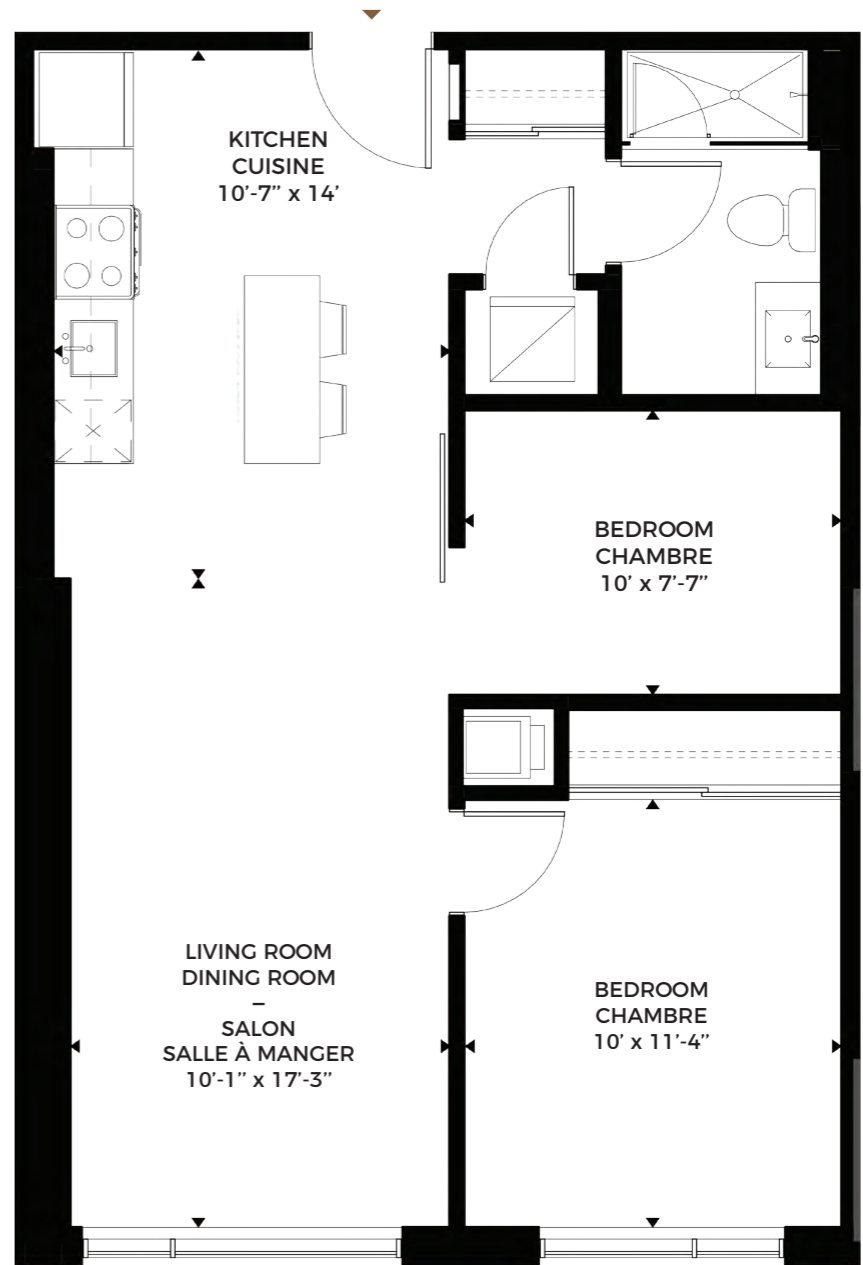 KITCHEN
CUISINE
10'-7” x 14'
BEDROOM
CHAMBRE
10’ x 7’-7”
LIVING ROOM
DINING ROOM
–
SALON
SALLE À MANGER
10’-1” x 17’-3”
BEDROOM
CHAMBRE
10’ x 11’-4”